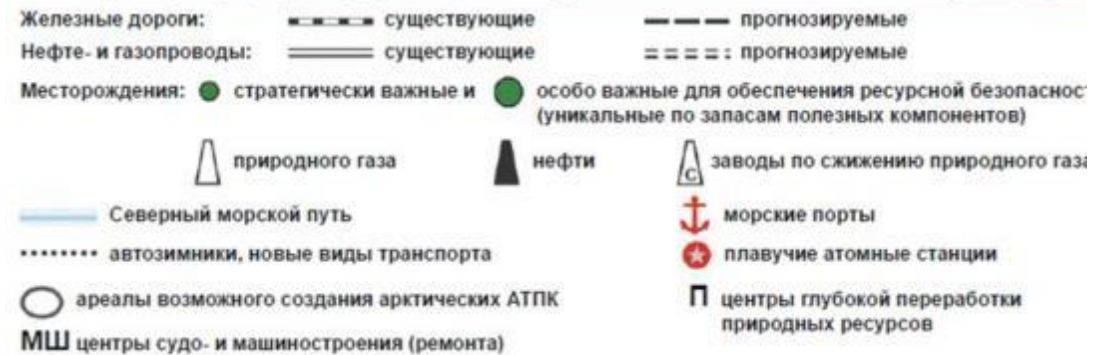 Железные дороги: существующие прогнозируемые
Нефте- и газопроводы: существующие прогнозируемые
Месторождения: стратегически важные и особо важные для обеспечения ресурсной безопасност
(уникальные по запасам полезных компонентов)
природного газа нефти С заводы по сжижению природного газа
Северный морской путь морские порты
автозимники, новые виды транспорта плавучие атомные станции
ареалы возможного создания арктических АТПК П центры глубокой переработки
природных ресурсов
МШ центры судо- и машиностроения (ремонта)